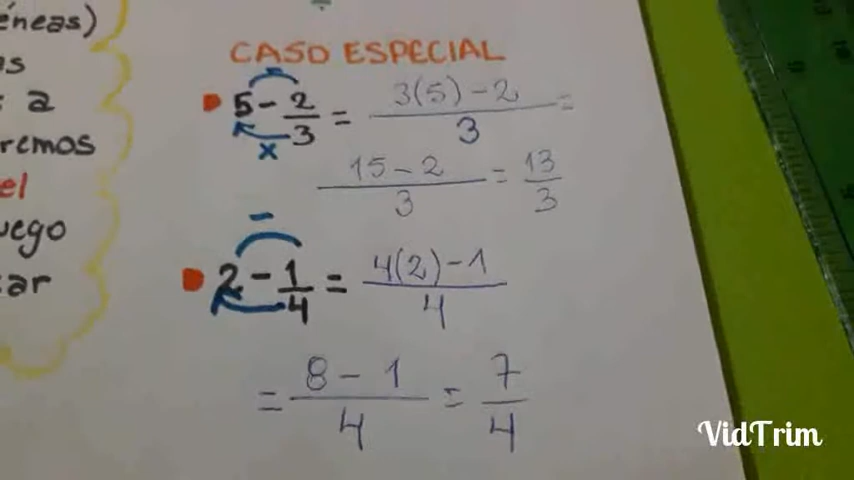 éneas)
s
a
remos
el
uego
ar
CASO ESPECIAL
5 - 2/3 = 3(5) - 2 / 3 =
x
15 - 2 / 3 = 13/3
-
2 - 1/4 = 4(2) - 1 / 4
= 8 - 1 / 4 = 7/4
VidTrim